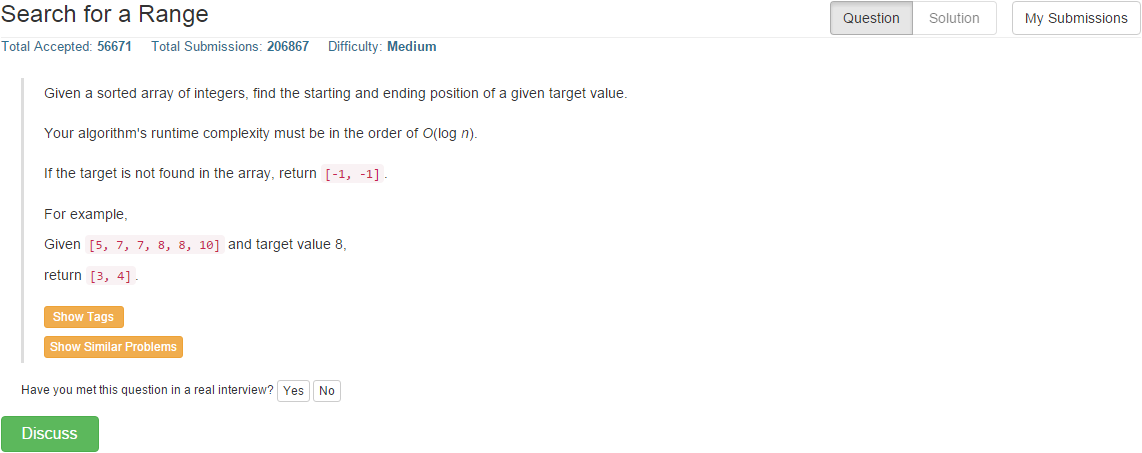 Search for a Range
Question Solution My Submissions
Total Accepted: 56671 Total Submissions: 206867 Difficulty: Medium
Given a sorted array of integers, find the starting and ending position of a given target value.
Your algorithm's runtime complexity must be in the order of O(log n).
If the target is not found in the array, return [-1, -1].
For example,
Given [5, 7, 7, 8, 8, 10] and target value 8,
return [3, 4].
Show Tags
Show Similar Problems
Have you met this question in a real interview? Yes No
Discuss